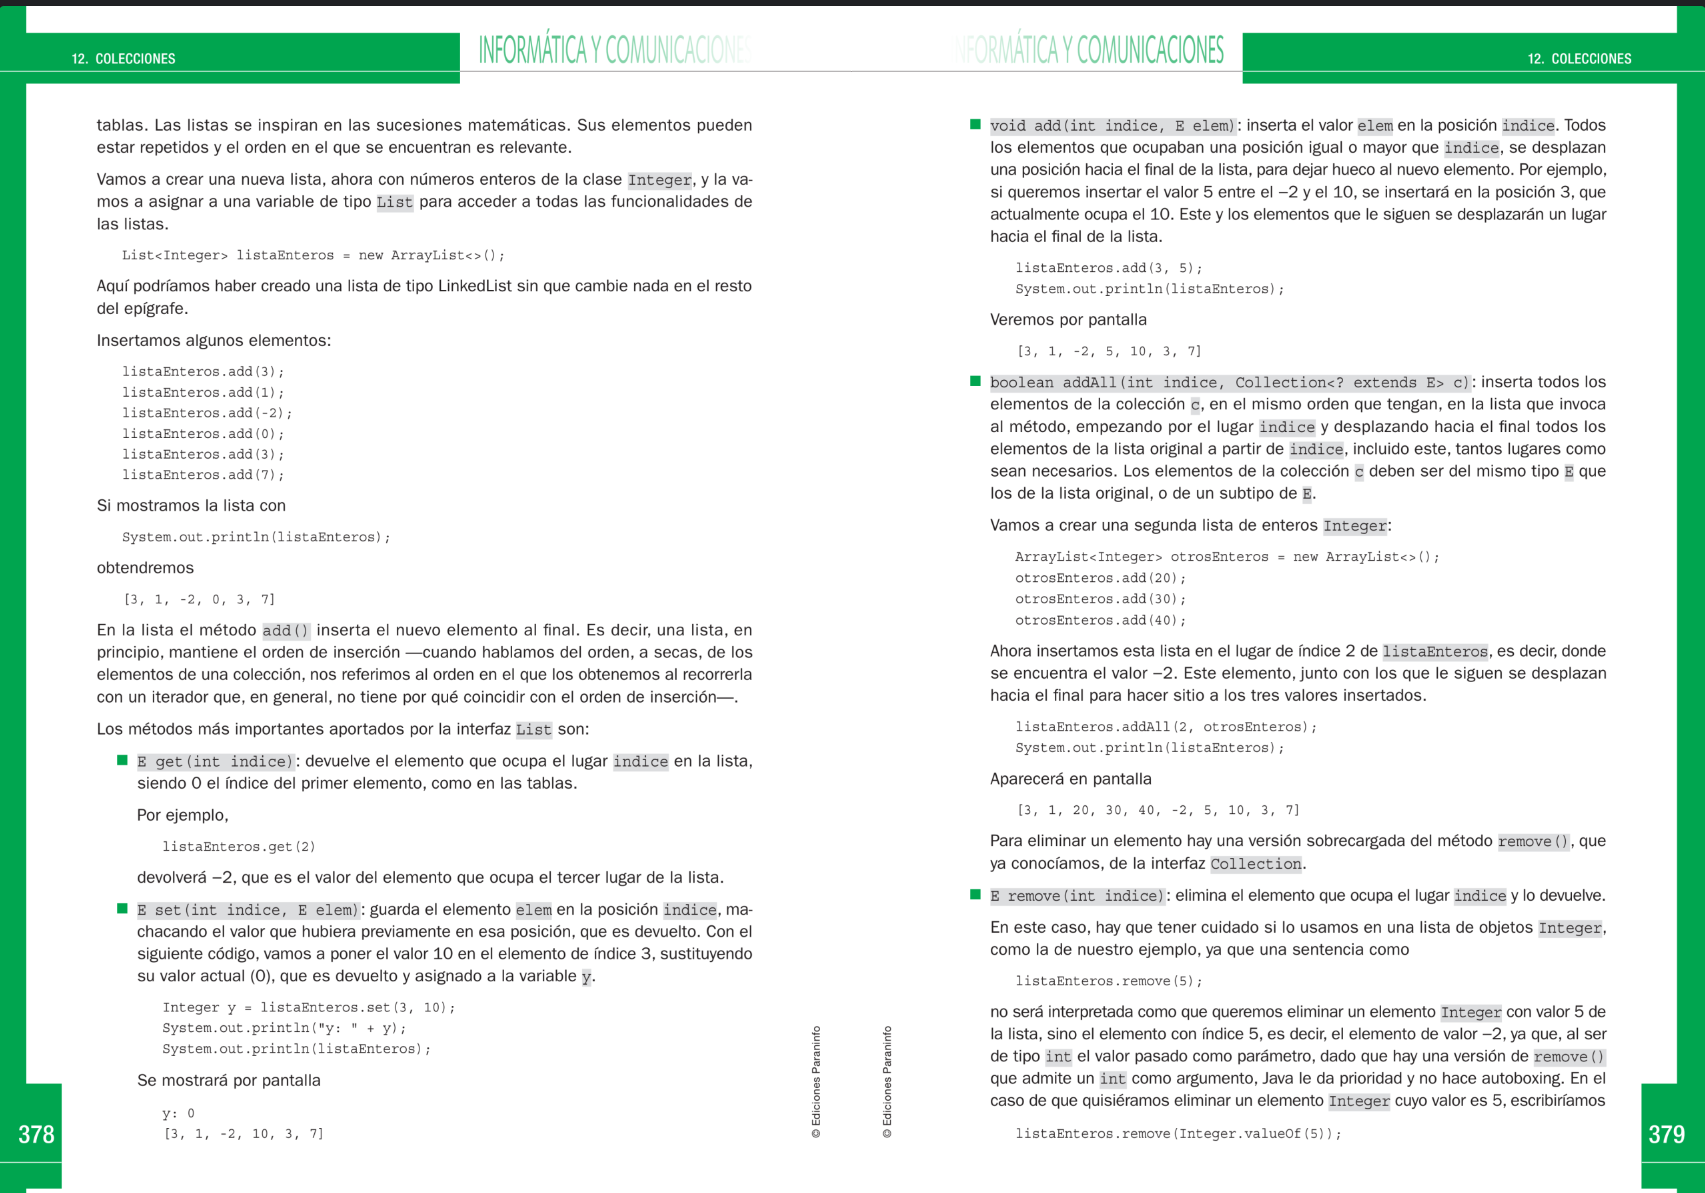 12. COLECCIONES
INFORMÁTICA Y COMUNICACIONES
tablas. Las listas se inspiran en las sucesiones matemáticas. Sus elementos pueden
estar repetidos y el orden en el que se encuentran es relevante.
Vamos a crear una nueva lista, ahora con números enteros de la clase Integer, y la va-
mos a asignar a una variable de tipo List para acceder a todas las funcionalidades de
las listas.
List<Integer> listaEnteros = new ArrayList<>();
Aquí podríamos haber creado una lista de tipo LinkedList sin que cambie nada en el resto
del epígrafe.
Insertamos algunos elementos:
listaEnteros.add(3);
listaEnteros.add(1);
listaEnteros.add(-2);
listaEnteros.add(0);
listaEnteros.add(3);
listaEnteros.add(7);
Si mostramos la lista con
System.out.println(listaEnteros);
obtendremos
[3, 1, -2, 0, 3, 7]
En la lista el método add() inserta el nuevo elemento al final. Es decir, una lista, en
principio, mantiene el orden de inserción —cuando hablamos del orden, a secas, de los
elementos de una colección, nos referimos al orden en el que los obtenemos al recorrerla
con un iterador que, en general, no tiene por qué coincidir con el orden de inserción—.
Los métodos más importantes aportados por la interfaz List son:
■ E get(int indice): devuelve el elemento que ocupa el lugar indice en la lista,
siendo 0 el índice del primer elemento, como en las tablas.
Por ejemplo,
listaEnteros.get(2)
devolverá −2, que es el valor del elemento que ocupa el tercer lugar de la lista.
■ E set(int indice, E elem): guarda el elemento elem en la posición indice, ma-
chacando el valor que hubiera previamente en esa posición, que es devuelto. Con el
siguiente código, vamos a poner el valor 10 en el elemento de índice 3, sustituyendo
su valor actual (0), que es devuelto y asignado a la variable y.
Integer y = listaEnteros.set(3, 10);
System.out.println("y: " + y);
System.out.println(listaEnteros);
Se mostrará por pantalla
y: 0
[3, 1, -2, 10, 3, 7]
© Ediciones Paraninfo
378
INFORMÁTICA Y COMUNICACIONES
12. COLECCIONES
■ void add(int indice, E elem): inserta el valor elem en la posición indice. Todos
los elementos que ocupaban una posición igual o mayor que indice, se desplazan
una posición hacia el final de la lista, para dejar hueco al nuevo elemento. Por ejemplo,
si queremos insertar el valor 5 entre el −2 y el 10, se insertará en la posición 3, que
actualmente ocupa el 10. Este y los elementos que le siguen se desplazarán un lugar
hacia el final de la lista.
listaEnteros.add(3, 5);
System.out.println(listaEnteros);
Veremos por pantalla
[3, 1, -2, 5, 10, 3, 7]
■ boolean addAll(int indice, Collection<? extends E> c): inserta todos los
elementos de la colección c, en el mismo orden que tengan, en la lista que invoca
al método, empezando por el lugar indice y desplazando hacia el final todos los
elementos de la lista original a partir de indice, incluido este, tantos lugares como
sean necesarios. Los elementos de la colección c deben ser del mismo tipo E que
los de la lista original, o de un subtipo de E.
Vamos a crear una segunda lista de enteros Integer:
ArrayList<Integer> otrosEnteros = new ArrayList<>();
otrosEnteros.add(20);
otrosEnteros.add(30);
otrosEnteros.add(40);
Ahora insertamos esta lista en el lugar de índice 2 de listaEnteros, es decir, donde
se encuentra el valor −2. Este elemento, junto con los que le siguen se desplazan
hacia el final para hacer sitio a los tres valores insertados.
listaEnteros.addAll(2, otrosEnteros);
System.out.println(listaEnteros);
Aparecerá en pantalla
[3, 1, 20, 30, 40, -2, 5, 10, 3, 7]
Para eliminar un elemento hay una versión sobrecargada del método remove(), que
ya conocíamos, de la interfaz Collection.
■ E remove(int indice): elimina el elemento que ocupa el lugar indice y lo devuelve.
En este caso, hay que tener cuidado si lo usamos en una lista de objetos Integer,
como la de nuestro ejemplo, ya que una sentencia como
listaEnteros.remove(5);
no será interpretada como que queremos eliminar un elemento Integer con valor 5 de
la lista, sino el elemento con índice 5, es decir, el elemento de valor −2, ya que, al ser
de tipo int el valor pasado como parámetro, dado que hay una versión de remove()
que admite un int como argumento, Java le da prioridad y no hace autoboxing. En el
caso de que quisiéramos eliminar un elemento Integer cuyo valor es 5, escribiríamos
listaEnteros.remove(Integer.valueOf(5));
© Ediciones Paraninfo
379